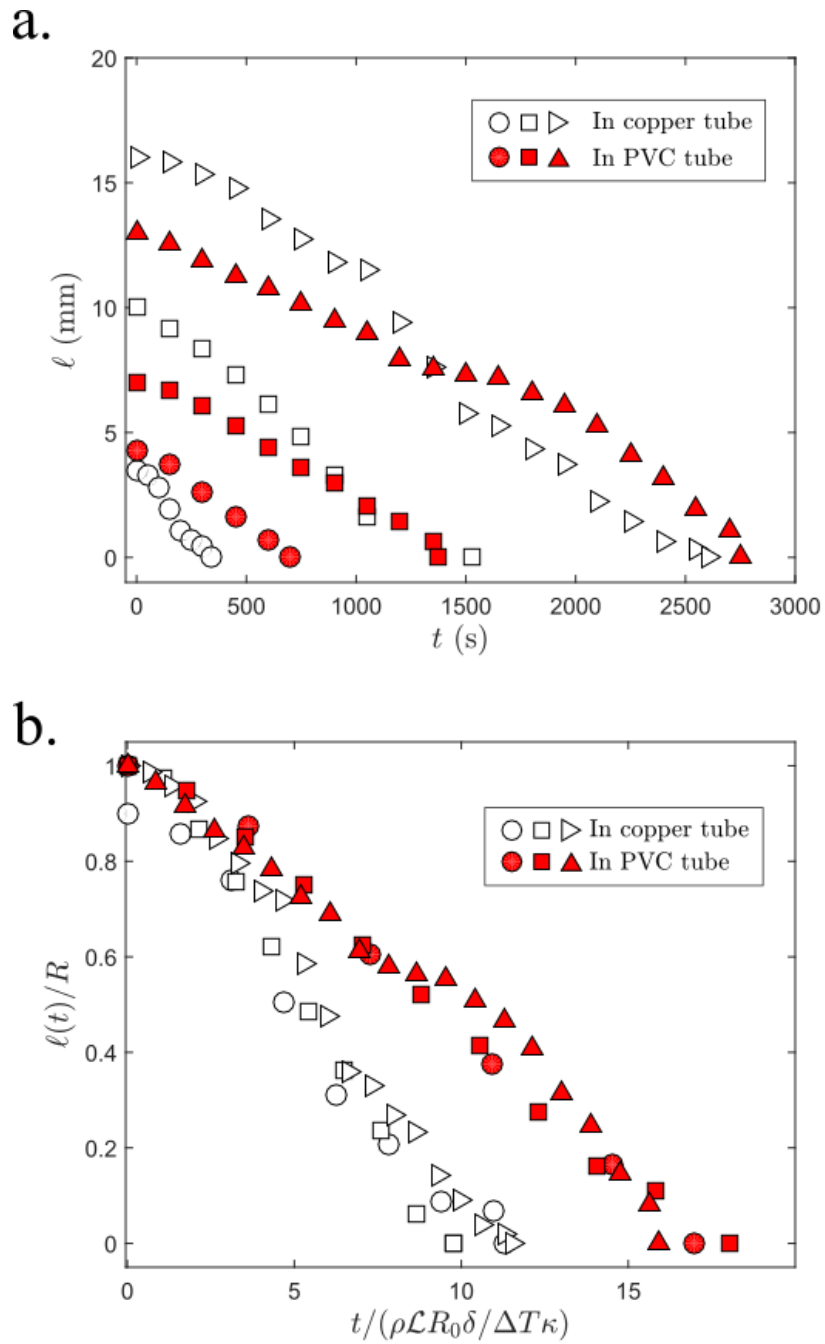 a.
20
15
10
5
0
ℓ (mm)
In copper tube
In PVC tube
0 500 1000 1500 2000 2500 3000
t (s)
b.
1
0.8
0.6
0.4
0.2
0
ℓ(t)/R
In copper tube
In PVC tube
0 5 10 15
t/(ρℒR₀δ/ΔTκ)